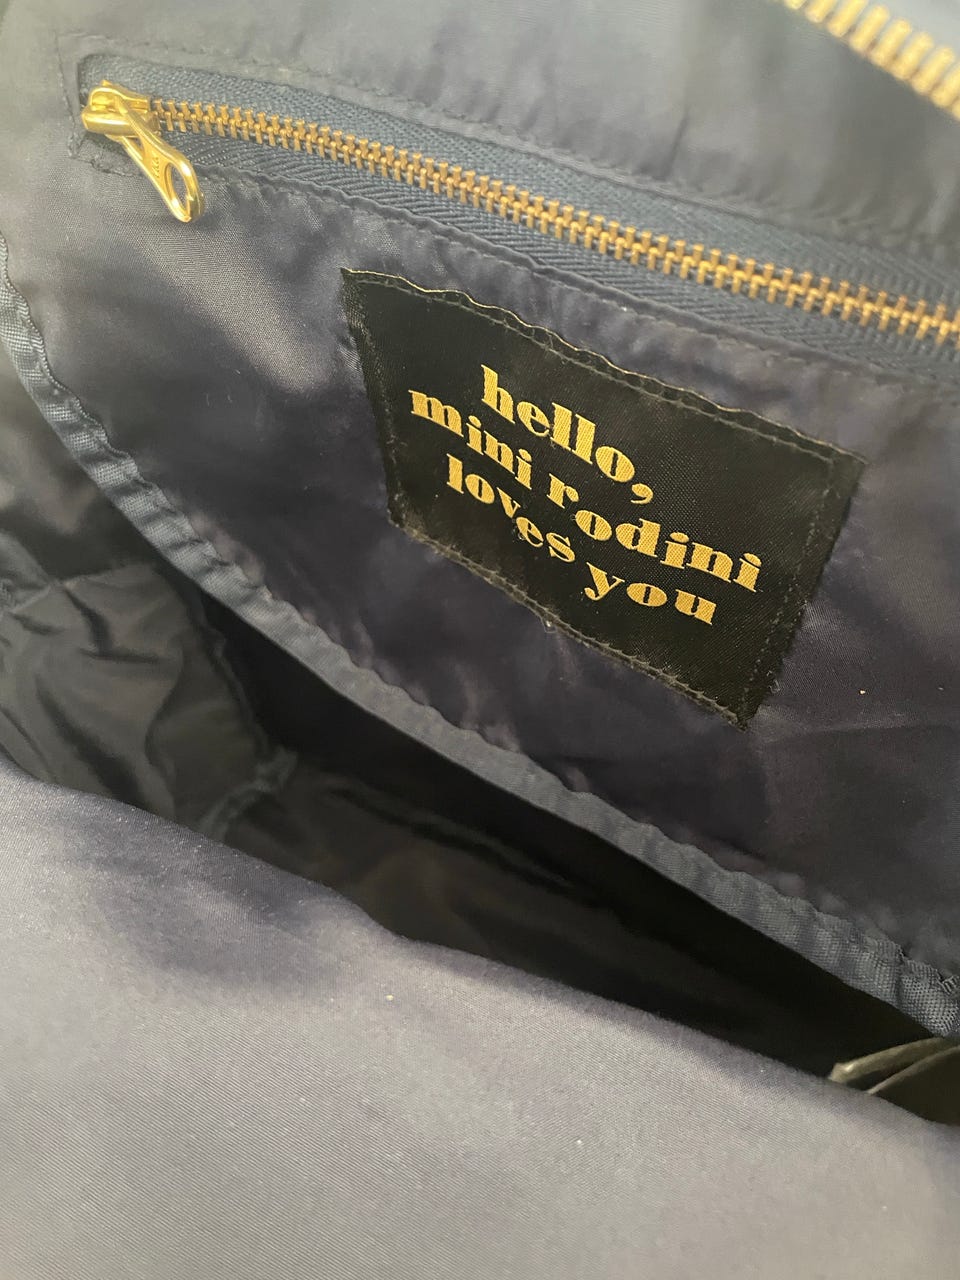 hello,
mini rodini
loves you